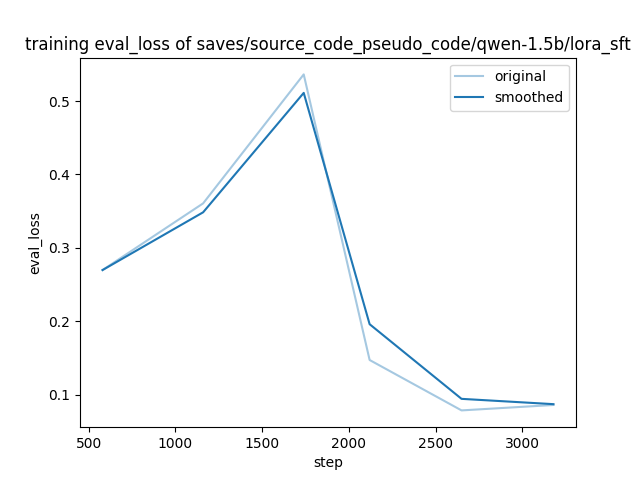 training eval_loss of saves/source_code_pseudo_code/qwen-1.5b/lora_sft
original
smoothed
0.5
0.4
0.3
0.2
0.1
eval_loss
500
1000
1500
2000
2500
3000
step